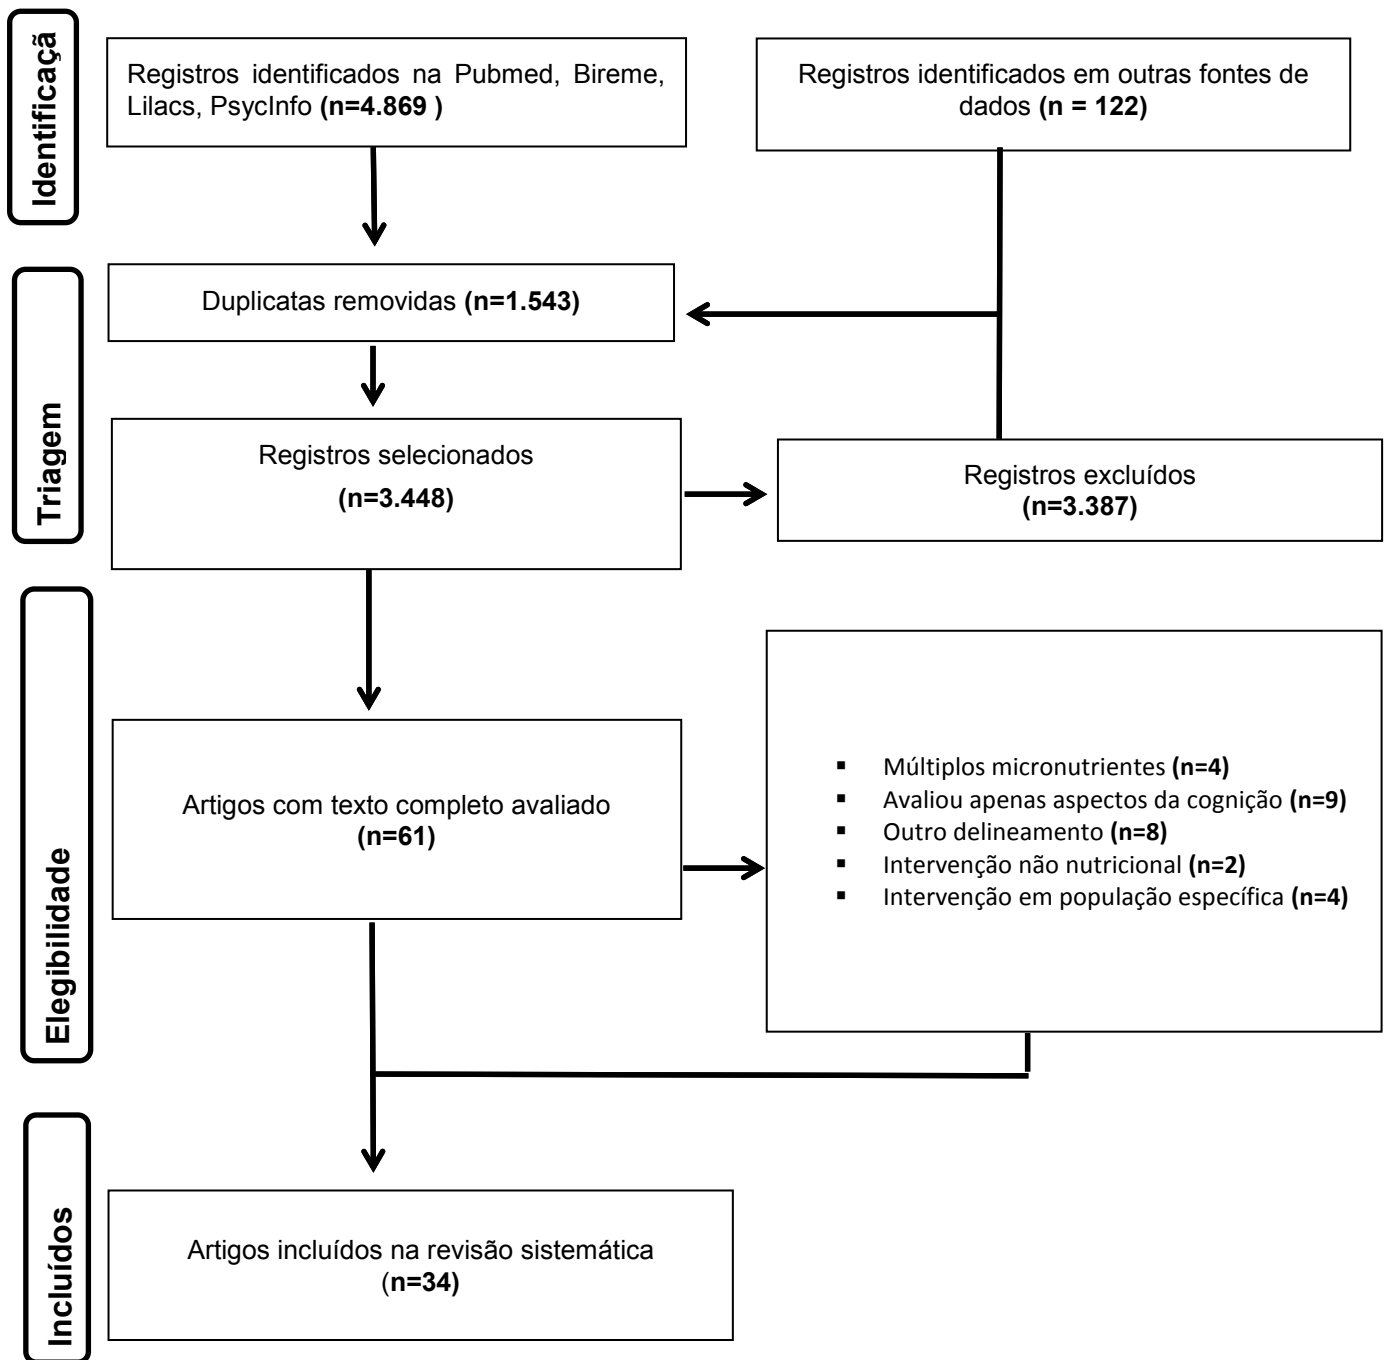 Identificaçã
Registros identificados na Pubmed, Bireme,
Lilacs, PsycInfo (n=4.869 )
Registros identificados em outras fontes de
dados (n = 122)
Triagem
Duplicatas removidas (n=1.543)
Registros selecionados
(n=3.448)
Registros excluídos
(n=3.387)
Elegibilidade
Artigos com texto completo avaliado
(n=61)
▪ Múltiplos micronutrientes (n=4)
▪ Avaliou apenas aspectos da cognição (n=9)
▪ Outro delineamento (n=8)
▪ Intervenção não nutricional (n=2)
▪ Intervenção em população específica (n=4)
Incluídos
Artigos incluídos na revisão sistemática
(n=34)